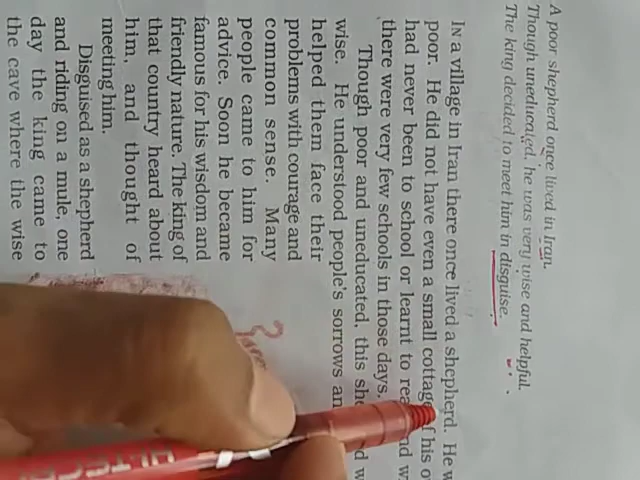 A poor shepherd once lived in Iran.
Though uneducated, he was very wise and helpful.
The king decided to meet him in disguise.
IN a village in Iran there once lived a shepherd. He
poor. He did not have even a small cottage of his
had never been to school or learnt to
there were very few schools in those days.
Though poor and uneducated, this
wise. He understood people's sorrows
helped them face their
problems with courage and
common sense. Many
people came to him for
advice. Soon he became
famous for his wisdom and
friendly nature. The king of
that country heard about
him, and thought of
meeting him.
Disguised as a shepherd
and riding on a mule, one
day the king came to
the cave where the wise